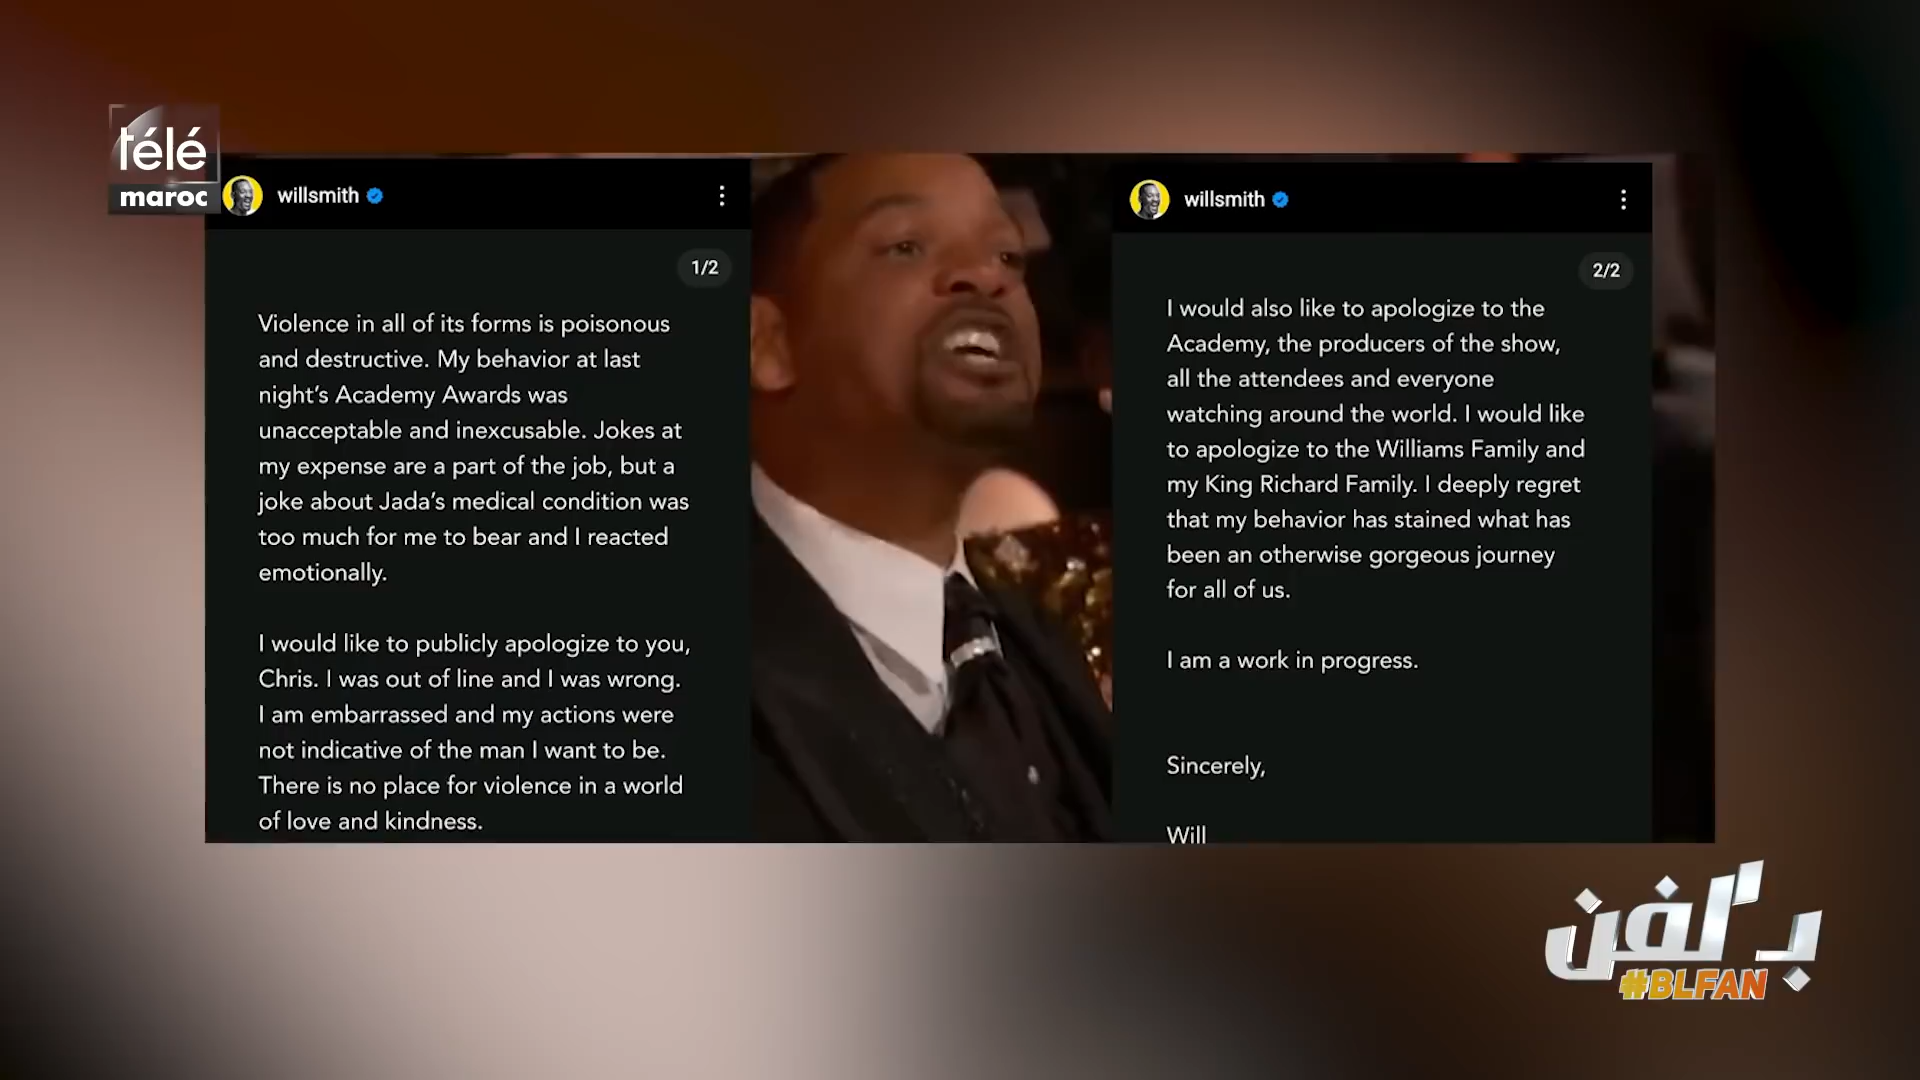 télé
maroc
willsmith
1/2
Violence in all of its forms is poisonous
and destructive. My behavior at last
night’s Academy Awards was
unacceptable and inexcusable. Jokes at
my expense are a part of the job, but a
joke about Jada’s medical condition was
too much for me to bear and I reacted
emotionally.
I would like to publicly apologize to you,
Chris. I was out of line and I was wrong.
I am embarrassed and my actions were
not indicative of the man I want to be.
There is no place for violence in a world
of love and kindness.
willsmith
2/2
I would also like to apologize to the
Academy, the producers of the show,
all the attendees and everyone
watching around the world. I would like
to apologize to the Williams Family and
my King Richard Family. I deeply regret
that my behavior has stained what has
been an otherwise gorgeous journey
for all of us.
I am a work in progress.
Sincerely,
Will
بـ لفن
#BLFAN